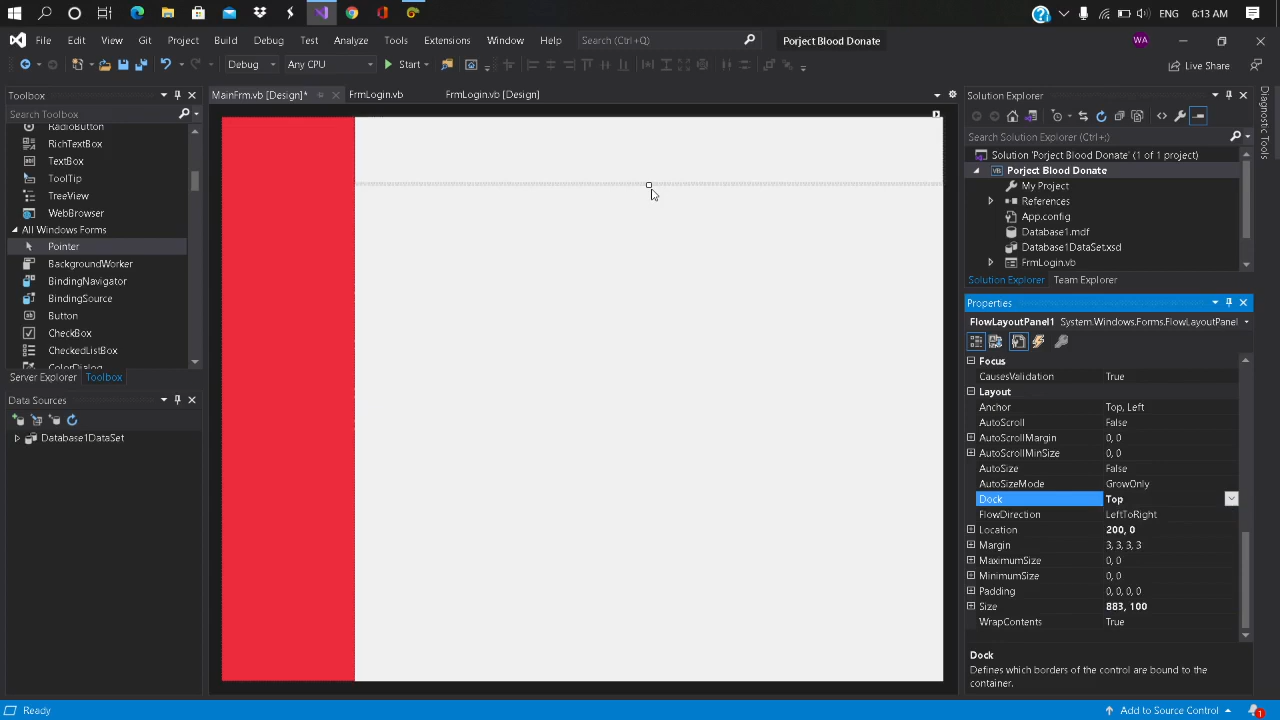 ENG
6:13 AM
File Edit View Git Project Build Debug Test Analyze Tools Extensions Window Help Search (Ctrl+Q) Porject Blood Donate WA
Debug Any CPU Start Live Share
Toolbox
Search Toolbox
RadioButton
RichTextBox
TextBox
ToolTip
TreeView
WebBrowser
All Windows Forms
Pointer
BackgroundWorker
BindingNavigator
BindingSource
Button
CheckBox
CheckedListBox
ColorDialog
Server Explorer Toolbox
Data Sources
Database1DataSet
MainFrm.vb [Design]* FrmLogin.vb FrmLogin.vb [Design]
Solution Explorer
Search Solution Explorer (Ctrl+;)
Solution 'Porject Blood Donate' (1 of 1 project)
Porject Blood Donate
My Project
References
App.config
Database1.mdf
Database1DataSet.xsd
FrmLogin.vb
Solution Explorer Team Explorer
Properties
FlowLayoutPanel1 System.Windows.Forms.FlowLayoutPanel
Focus
CausesValidation True
Layout
Anchor Top, Left
AutoScroll False
AutoScrollMargin 0, 0
AutoScrollMinSize 0, 0
AutoSize False
AutoSizeMode GrowOnly
Dock Top
FlowDirection LeftToRight
Location 200, 0
Margin 3, 3, 3, 3
MaximumSize 0, 0
MinimumSize 0, 0
Padding 0, 0, 0, 0
Size 883, 100
WrapContents True
Dock
Defines which borders of the control are bound to the
container.
Diagnostic Tools
Ready
Add to Source Control
1